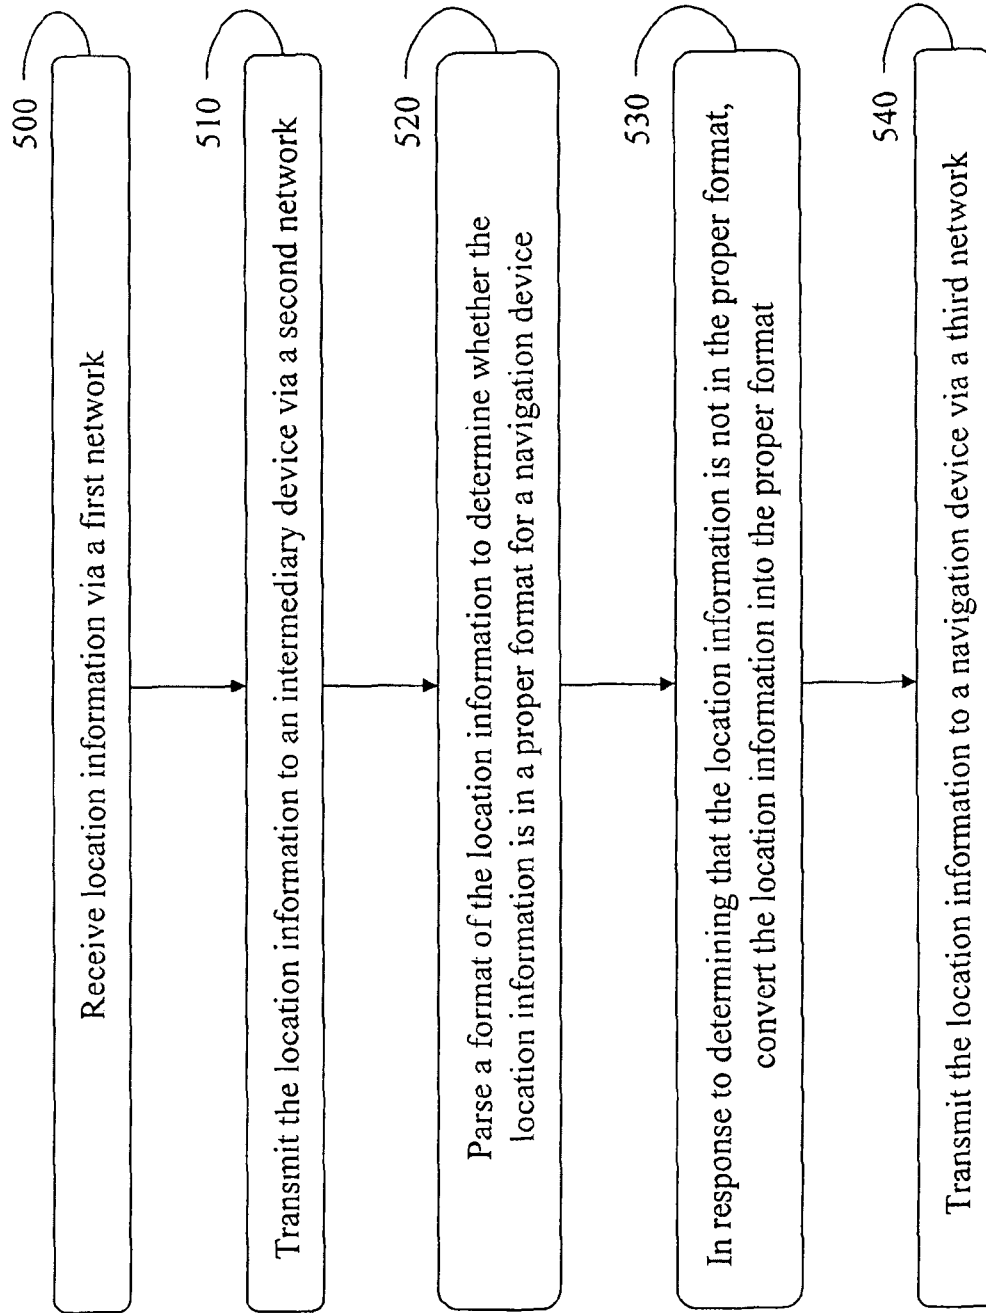 500
Receive location information via a first network
510
Transmit the location information to an intermediary device via a second network
520
Parse a format of the location information to determine whether the
location information is in a proper format for a navigation device
530
In response to determining that the location information is not in the proper format,
convert the location information into the proper format
540
Transmit the location information to a navigation device via a third network